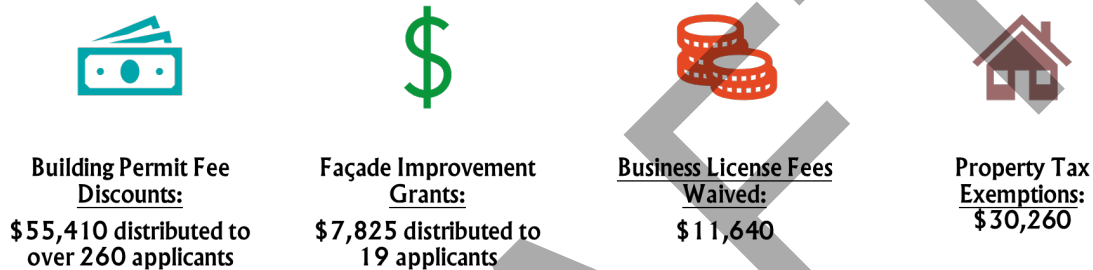 Building Permit Fee
Discounts:
$55,410 distributed to
over 260 applicants
Façade Improvement
Grants:
$7,825 distributed to
19 applicants
Business License Fees
Waived:
$11,640
Property Tax
Exemptions:
$30,260